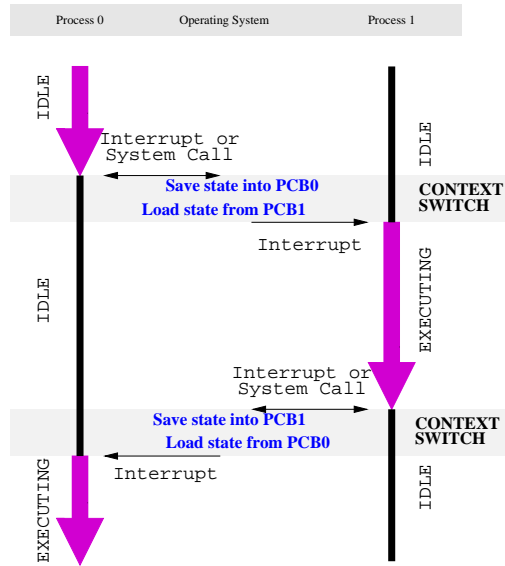 Process 0 Operating System Process 1
IDLE
Interrupt or
System Call
IDLE
Save state into PCB0
Load state from PCB1
CONTEXT
SWITCH
Interrupt
IDLE
EXECUTING
Interrupt or
System Call
Save state into PCB1
Load state from PCB0
CONTEXT
SWITCH
Interrupt
EXECUTING
IDLE